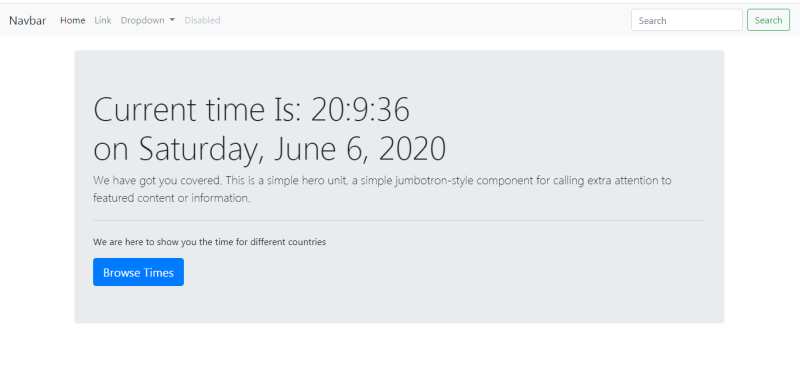 Navbar Home Link Dropdown Disabled Search Search
Current time Is: 20:9:36
on Saturday, June 6, 2020
We have got you covered. This is a simple hero unit, a simple jumbotron-style component for calling extra attention to
featured content or information.
We are here to show you the time for different countries
Browse Times